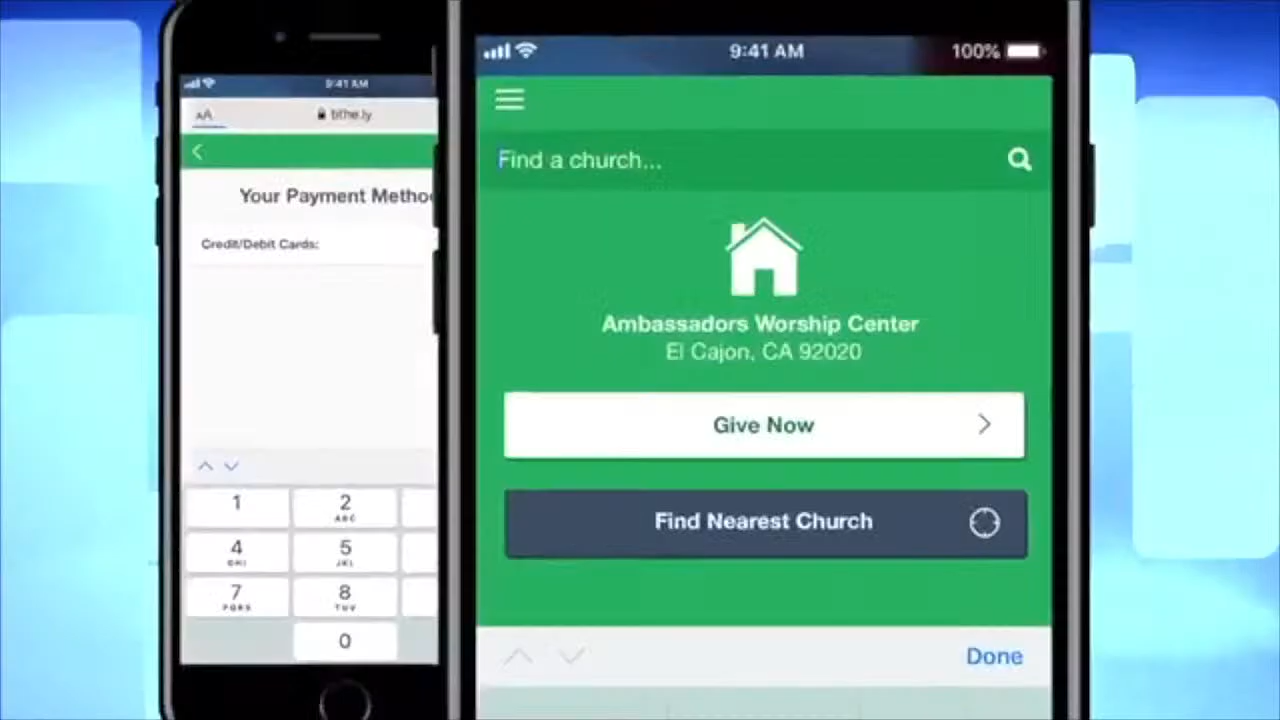 9:41 AM
AA
tithe.ly
Your Payment Metho
Credit/Debit Cards:
1
2
ABC
4
GHI
5
JKL
7
PQRS
8
TUV
0
9:41 AM
100%
Find a church...
Ambassadors Worship Center
El Cajon, CA 92020
Give Now
Find Nearest Church
Done